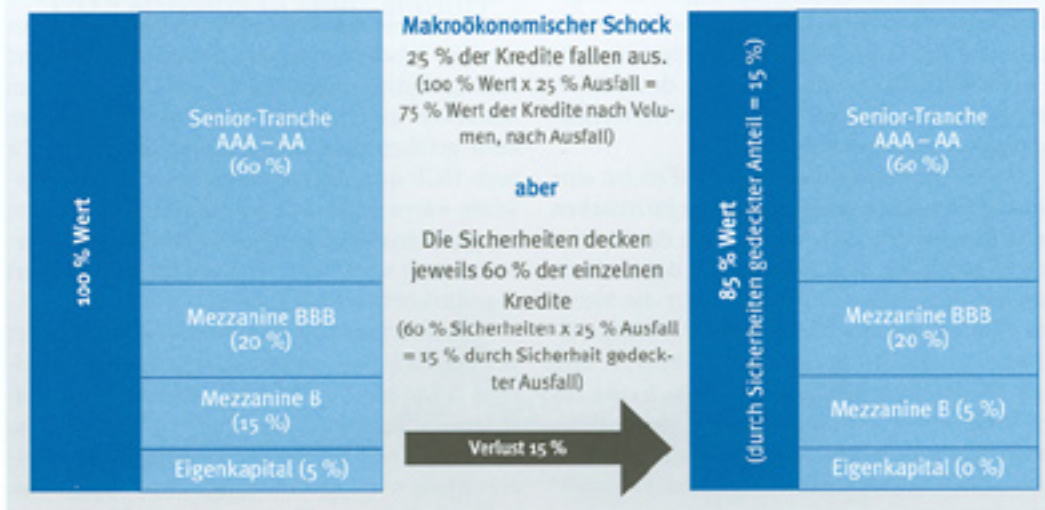 100 % Wert
Senior-Tranche
AAA – AA
(60 %)
Mezzanine BBB
(20 %)
Mezzanine B
(15 %)
Eigenkapital (5 %)
Makroökonomischer Schock
25 % der Kredite fallen aus.
(100 % Wert x 25 % Ausfall =
75 % Wert der Kredite nach Volu-
men, nach Ausfall)
aber
Die Sicherheiten decken
jeweils 60 % der einzelnen
Kredite
(60 % Sicherheiten x 25 % Ausfall
= 15 % durch Sicherheit gedeck-
ter Ausfall)
Verlust 15 %
85 % Wert
(durch Sicherheiten gedeckter Anteil = 15 %)
Senior-Tranche
AAA – AA
(60 %)
Mezzanine BBB
(20 %)
Mezzanine B (5 %)
Eigenkapital (0 %)